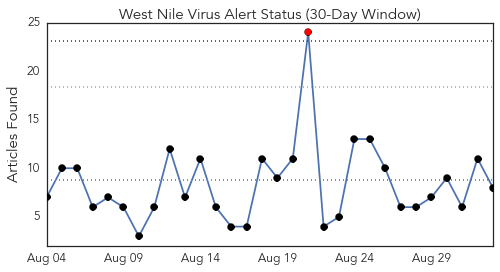 West Nile Virus Alert Status (30-Day Window)
Articles Found
25
20
15
10
5
Aug 04
Aug 09
Aug 14
Aug 19
Aug 24
Aug 29